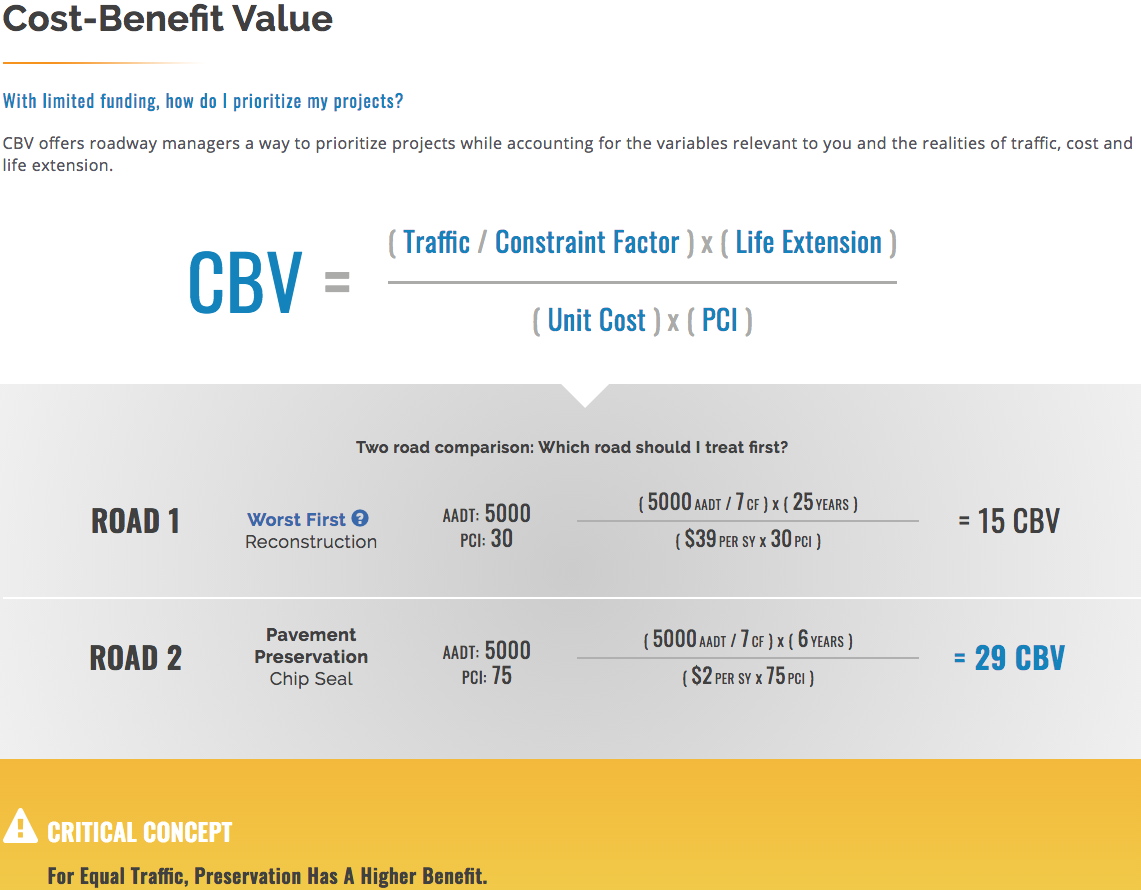 Cost-Benefit Value
With limited funding, how do I prioritize my projects?
CBV offers roadway managers a way to prioritize projects while accounting for the variables relevant to you and the realities of traffic, cost and
life extension.
CBV = ( Traffic / Constraint Factor ) x ( Life Extension )
( Unit Cost ) x ( PCI )
Two road comparison: Which road should I treat first?
ROAD 1
Worst First ?
Reconstruction
AADT: 5000
PCI: 30
( 5000 AADT / 7 CF ) x ( 25 YEARS )
( $39 PER SY x 30 PCI )
= 15 CBV
ROAD 2
Pavement
Preservation
Chip Seal
AADT: 5000
PCI: 75
( 5000 AADT / 7 CF ) x ( 6 YEARS )
( $2 PER SY x 75 PCI )
= 29 CBV
CRITICAL CONCEPT
For Equal Traffic, Preservation Has A Higher Benefit.